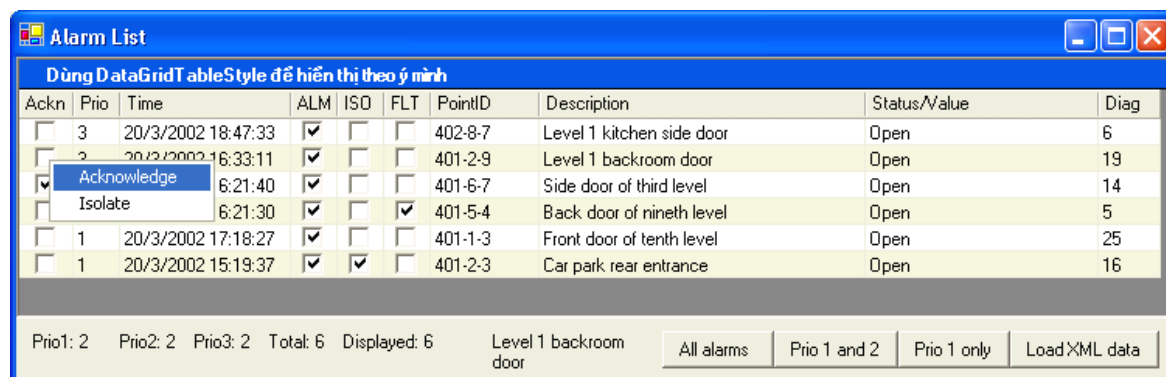 Alarm List
Dùng DataGridTableStyle để hiển thị theo ý mình
Ackn Prio Time ALM ISO FLT PointID Description Status/Value Diag
3 20/3/2002 18:47:33 402-8-7 Level 1 kitchen side door Open 6
20/3/2002 16:33:11 401-2-9 Level 1 backroom door Open 19
Acknowledge 6:21:40 401-6-7 Side door of third level Open 14
Isolate 6:21:30 401-5-4 Back door of nineth level Open 5
1 20/3/2002 17:18:27 401-1-3 Front door of tenth level Open 25
1 20/3/2002 15:19:37 401-2-3 Car park rear entrance Open 16
Prio1: 2 Prio2: 2 Prio3: 2 Total: 6 Displayed: 6 Level 1 backroom door All alarms Prio 1 and 2 Prio 1 only Load XML data